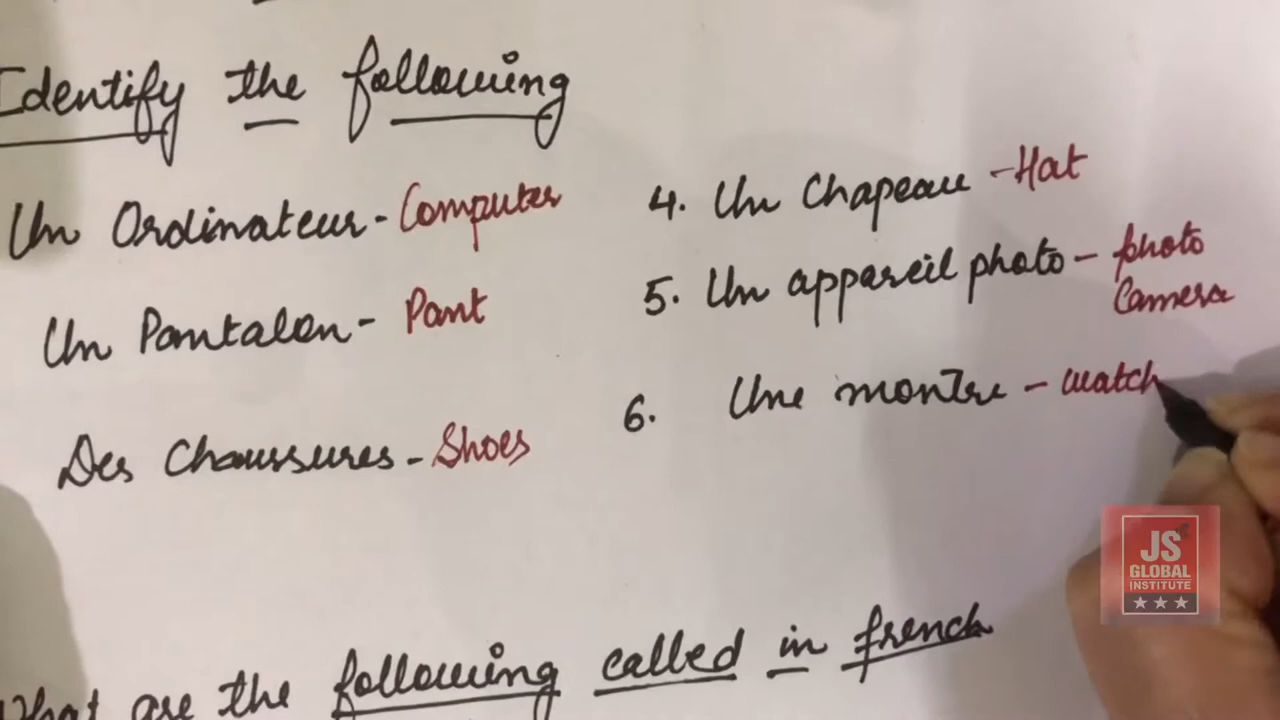 Identify the following
Un Ordinateur - Computer
Un Pantalon - Pant
Des Chaussures - Shoes
4. Un Chapeau - Hat
5. Un appareil photo - photo
Camera
6. Une montre - watch
What are the following called in french
JS
GLOBAL
INSTITUTE